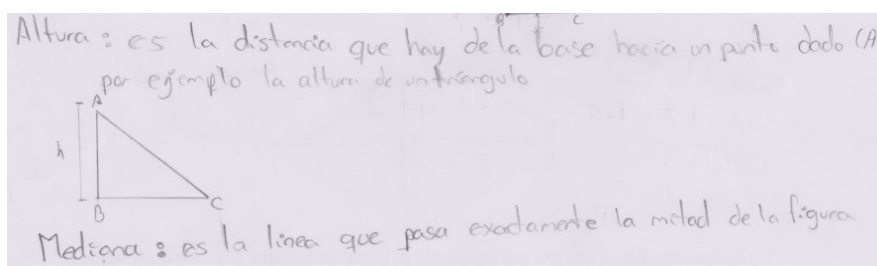 B C
Altura : es la distancia que hay de la base hacia un punto dado (A
por ejemplo la altura de un triángulo
A
h
B C
Mediana : es la linea que pasa exactamente la mitad de la figura